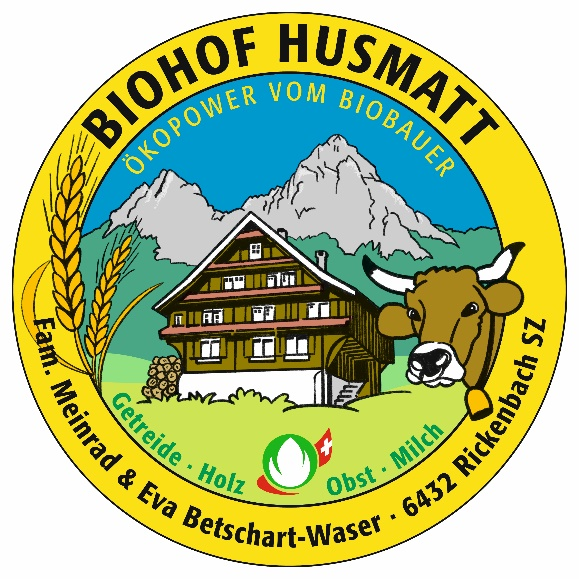 BIOHOF HUSMATT
ÖKOPOWER VOM BIOBAUER
Getreide · Holz
Obst · Milch
Fam. Meinrad & Eva Betschart-Waser · 6432 Rickenbach SZ